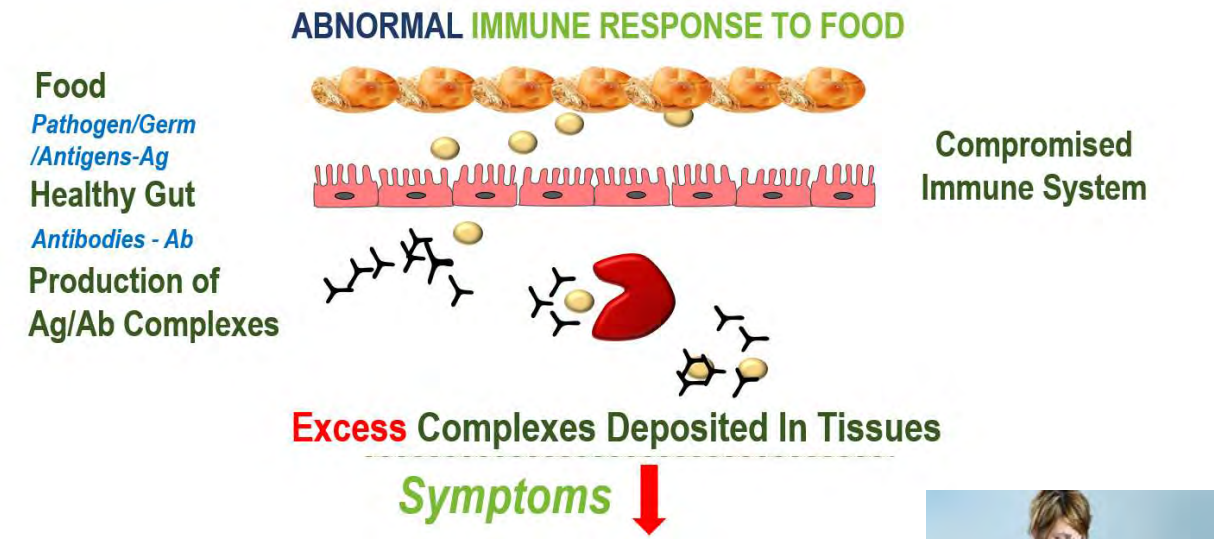 ABNORMAL IMMUNE RESPONSE TO FOOD
Food
Pathogen/Germ
/Antigens-Ag
Healthy Gut
Antibodies - Ab
Production of
Ag/Ab Complexes
Compromised
Immune System
Excess Complexes Deposited In Tissues
Symptoms